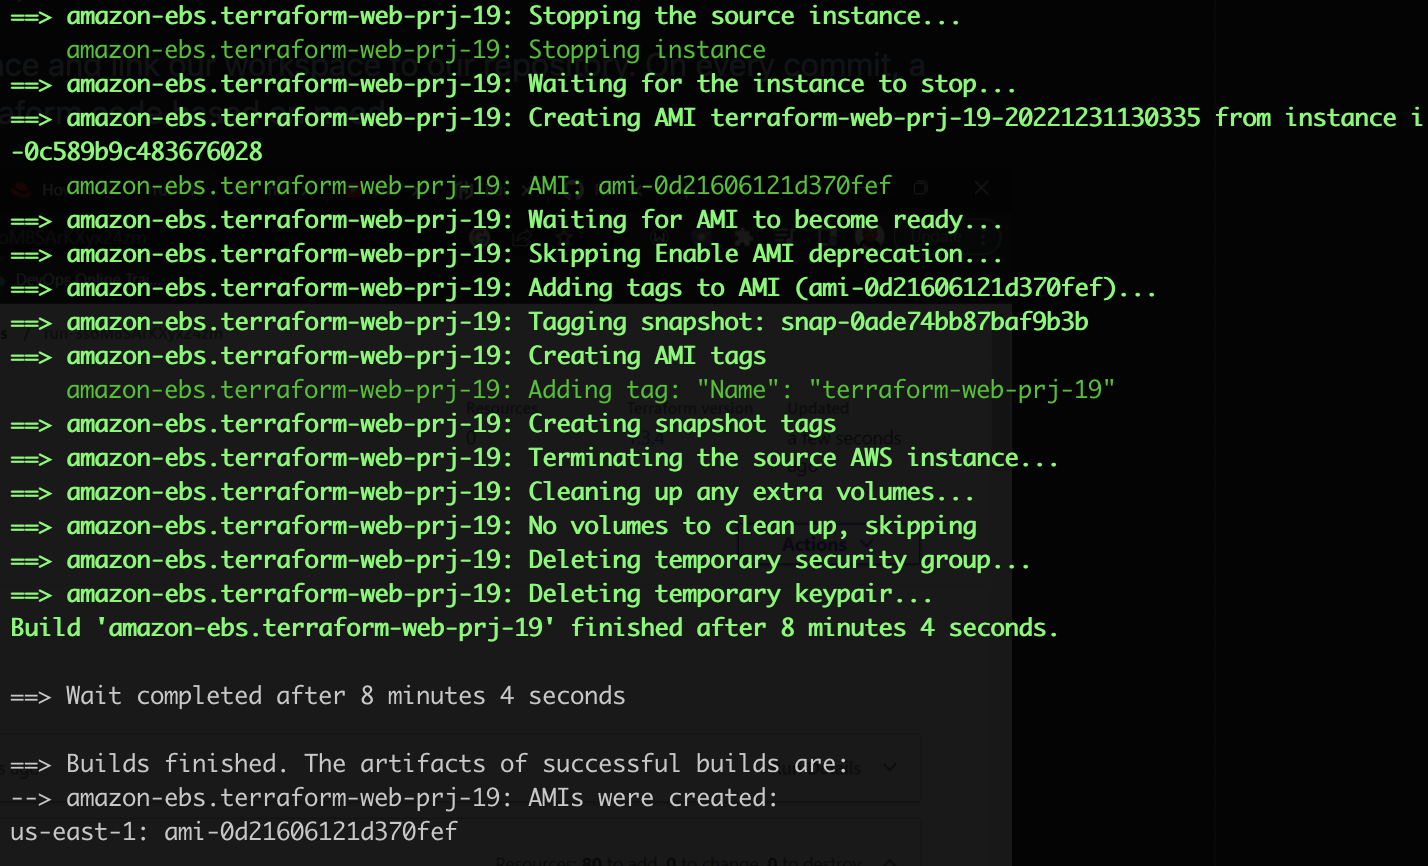 ==> amazon-ebs.terraform-web-prj-19: Stopping the source instance...
    amazon-ebs.terraform-web-prj-19: Stopping instance
==> amazon-ebs.terraform-web-prj-19: Waiting for the instance to stop...
==> amazon-ebs.terraform-web-prj-19: Creating AMI terraform-web-prj-19-20221231130335 from instance i
-0c589b9c483676028
    amazon-ebs.terraform-web-prj-19: AMI: ami-0d21606121d370fef
==> amazon-ebs.terraform-web-prj-19: Waiting for AMI to become ready...
==> amazon-ebs.terraform-web-prj-19: Skipping Enable AMI deprecation...
==> amazon-ebs.terraform-web-prj-19: Adding tags to AMI (ami-0d21606121d370fef)...
==> amazon-ebs.terraform-web-prj-19: Tagging snapshot: snap-0ade74bb87baf9b3b
==> amazon-ebs.terraform-web-prj-19: Creating AMI tags
    amazon-ebs.terraform-web-prj-19: Adding tag: "Name": "terraform-web-prj-19"
==> amazon-ebs.terraform-web-prj-19: Creating snapshot tags
==> amazon-ebs.terraform-web-prj-19: Terminating the source AWS instance...
==> amazon-ebs.terraform-web-prj-19: Cleaning up any extra volumes...
==> amazon-ebs.terraform-web-prj-19: No volumes to clean up, skipping
==> amazon-ebs.terraform-web-prj-19: Deleting temporary security group...
==> amazon-ebs.terraform-web-prj-19: Deleting temporary keypair...
Build 'amazon-ebs.terraform-web-prj-19' finished after 8 minutes 4 seconds.
==> Wait completed after 8 minutes 4 seconds
==> Builds finished. The artifacts of successful builds are:
--> amazon-ebs.terraform-web-prj-19: AMIs were created:
us-east-1: ami-0d21606121d370fef